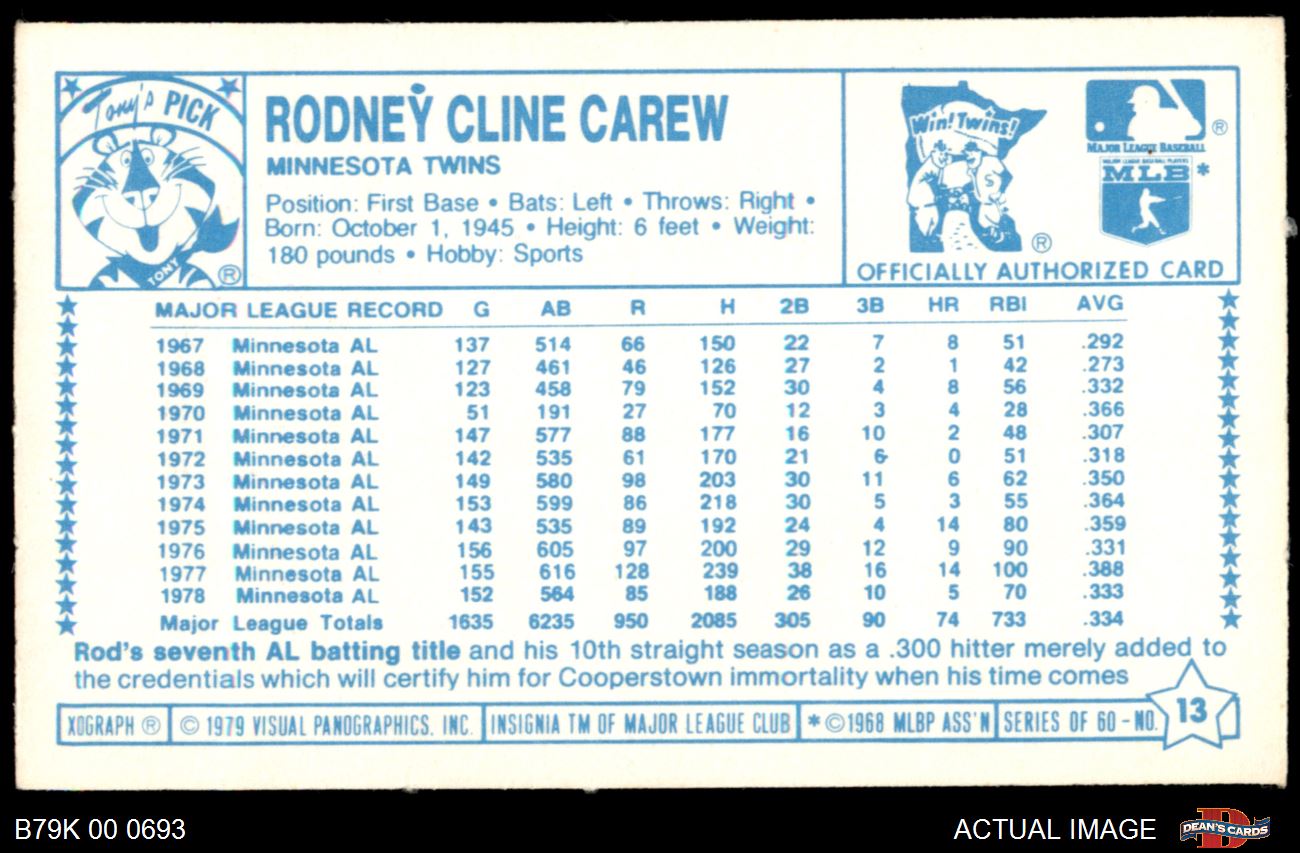 Tony's PICK
TONY
®
RODNEY CLINE CAREW
MINNESOTA TWINS
Position: First Base • Bats: Left • Throws: Right •
Born: October 1, 1945 • Height: 6 feet • Weight:
180 pounds • Hobby: Sports
Win! Twins!
®
®
MAJOR LEAGUE BASEBALL
MAJOR LEAGUE BASEBALL PLAYERS
MLB *
OFFICIALLY AUTHORIZED CARD
MAJOR LEAGUE RECORD G AB R H 2B 3B HR RBI AVG
1967 Minnesota AL 137 514 66 150 22 7 8 51 .292
1968 Minnesota AL 127 461 46 126 27 2 1 42 .273
1969 Minnesota AL 123 458 79 152 30 4 8 56 .332
1970 Minnesota AL 51 191 27 70 12 3 4 28 .366
1971 Minnesota AL 147 577 88 177 16 10 2 48 .307
1972 Minnesota AL 142 535 61 170 21 6 0 51 .318
1973 Minnesota AL 149 580 98 203 30 11 6 62 .350
1974 Minnesota AL 153 599 86 218 30 5 3 55 .364
1975 Minnesota AL 143 535 89 192 24 4 14 80 .359
1976 Minnesota AL 156 605 97 200 29 12 9 90 .331
1977 Minnesota AL 155 616 128 239 38 16 14 100 .388
1978 Minnesota AL 152 564 85 188 26 10 5 70 .333
Major League Totals 1635 6235 950 2085 305 90 74 733 .334
Rod's seventh AL batting title and his 10th straight season as a .300 hitter merely added to
the credentials which will certify him for Cooperstown immortality when his time comes
XOGRAPH ® © 1979 VISUAL PANOGRAPHICS. INC. INSIGNIA TM OF MAJOR LEAGUE CLUB * ©1968 MLBP ASS'N SERIES OF 60 - NO. 13
B79K 00 0693
ACTUAL IMAGE
D
DEAN'S CARDS